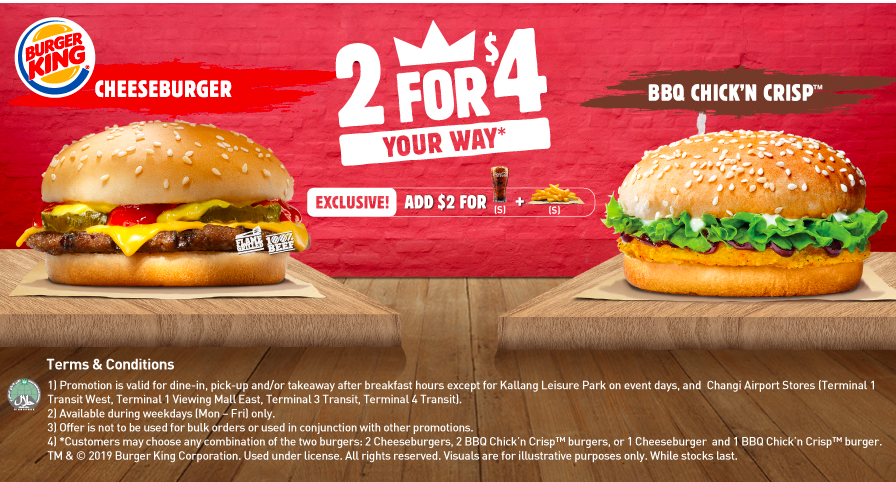 BURGER
KING
CHEESEBURGER
2 FOR $4
YOUR WAY*
BBQ CHICK'N CRISP™
EXCLUSIVE! ADD $2 FOR (S) + (S)
FLAME GRILLED 100% BEEF
Terms & Conditions
1) Promotion is valid for dine-in, pick-up and/or takeaway after breakfast hours except for Kallang Leisure Park on event days, and Changi Airport Stores (Terminal 1
Transit West, Terminal 1 Viewing Mall East, Terminal 3 Transit, Terminal 4 Transit).
2) Available during weekdays (Mon – Fri) only.
3) Offer is not to be used for bulk orders or used in conjunction with other promotions.
4) *Customers may choose any combination of the two burgers: 2 Cheeseburgers, 2 BBQ Chick'n Crisp™ burgers, or 1 Cheeseburger and 1 BBQ Chick'n Crisp™ burger.
TM & © 2019 Burger King Corporation. Used under license. All rights reserved. Visuals are for illustrative purposes only. While stocks last.